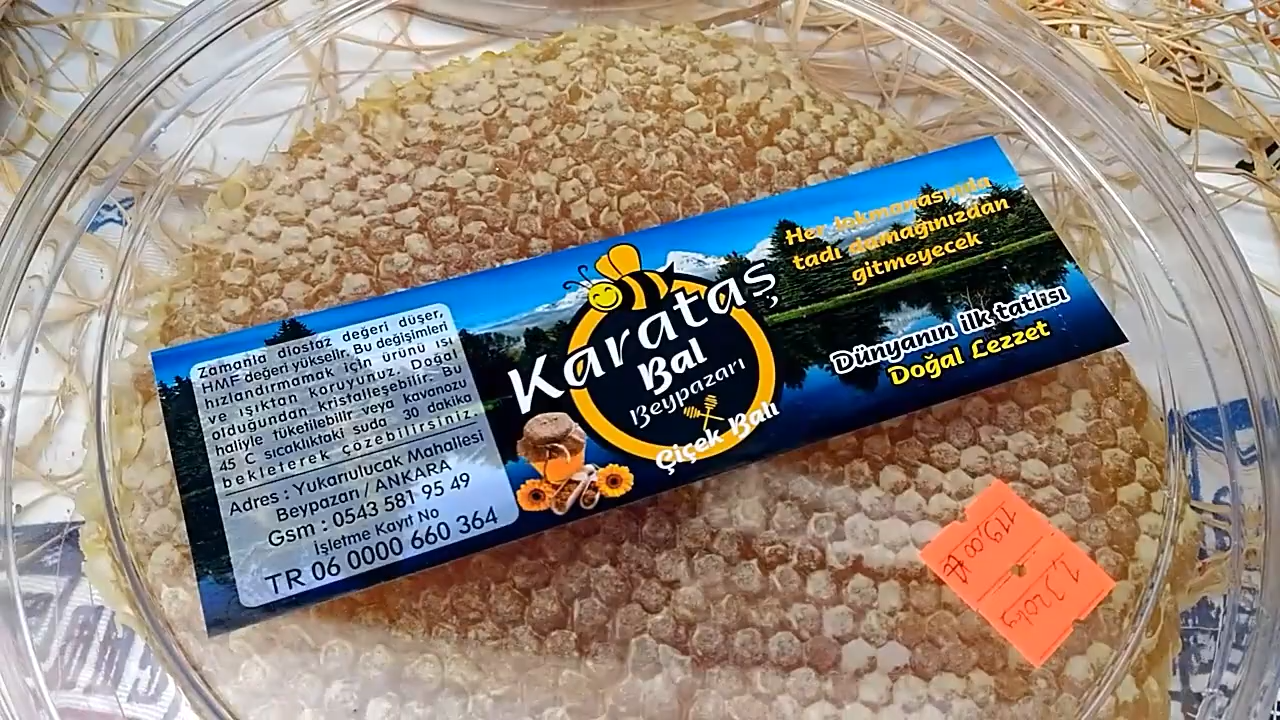 Zamanla diastaz değeri düşer,
HMF değeri yükselir. Bu değişimleri
hızlandırmamak için ürünü ısı
ve ışıktan koruyunuz. Doğal
olduğundan kristalleşebilir. Bu
haliyle tüketilebilir veya kavanozu
45 C sıcaklıktaki suda 30 dakika
bekleterek çözebilirsiniz.
Adres : Yukarıulucak Mahallesi
Beypazarı / ANKARA
Gsm : 0543 581 95 49
İşletme Kayıt No
TR 06 0000 660 364
Karataş
Bal
Beypazarı
Çiçek Balı
Her lokmanasında
tadı damağınızdan
gitmeyecek
Dünyanın ilk tatlısı
Doğal Lezzet
119,00 ₺
1,320kg